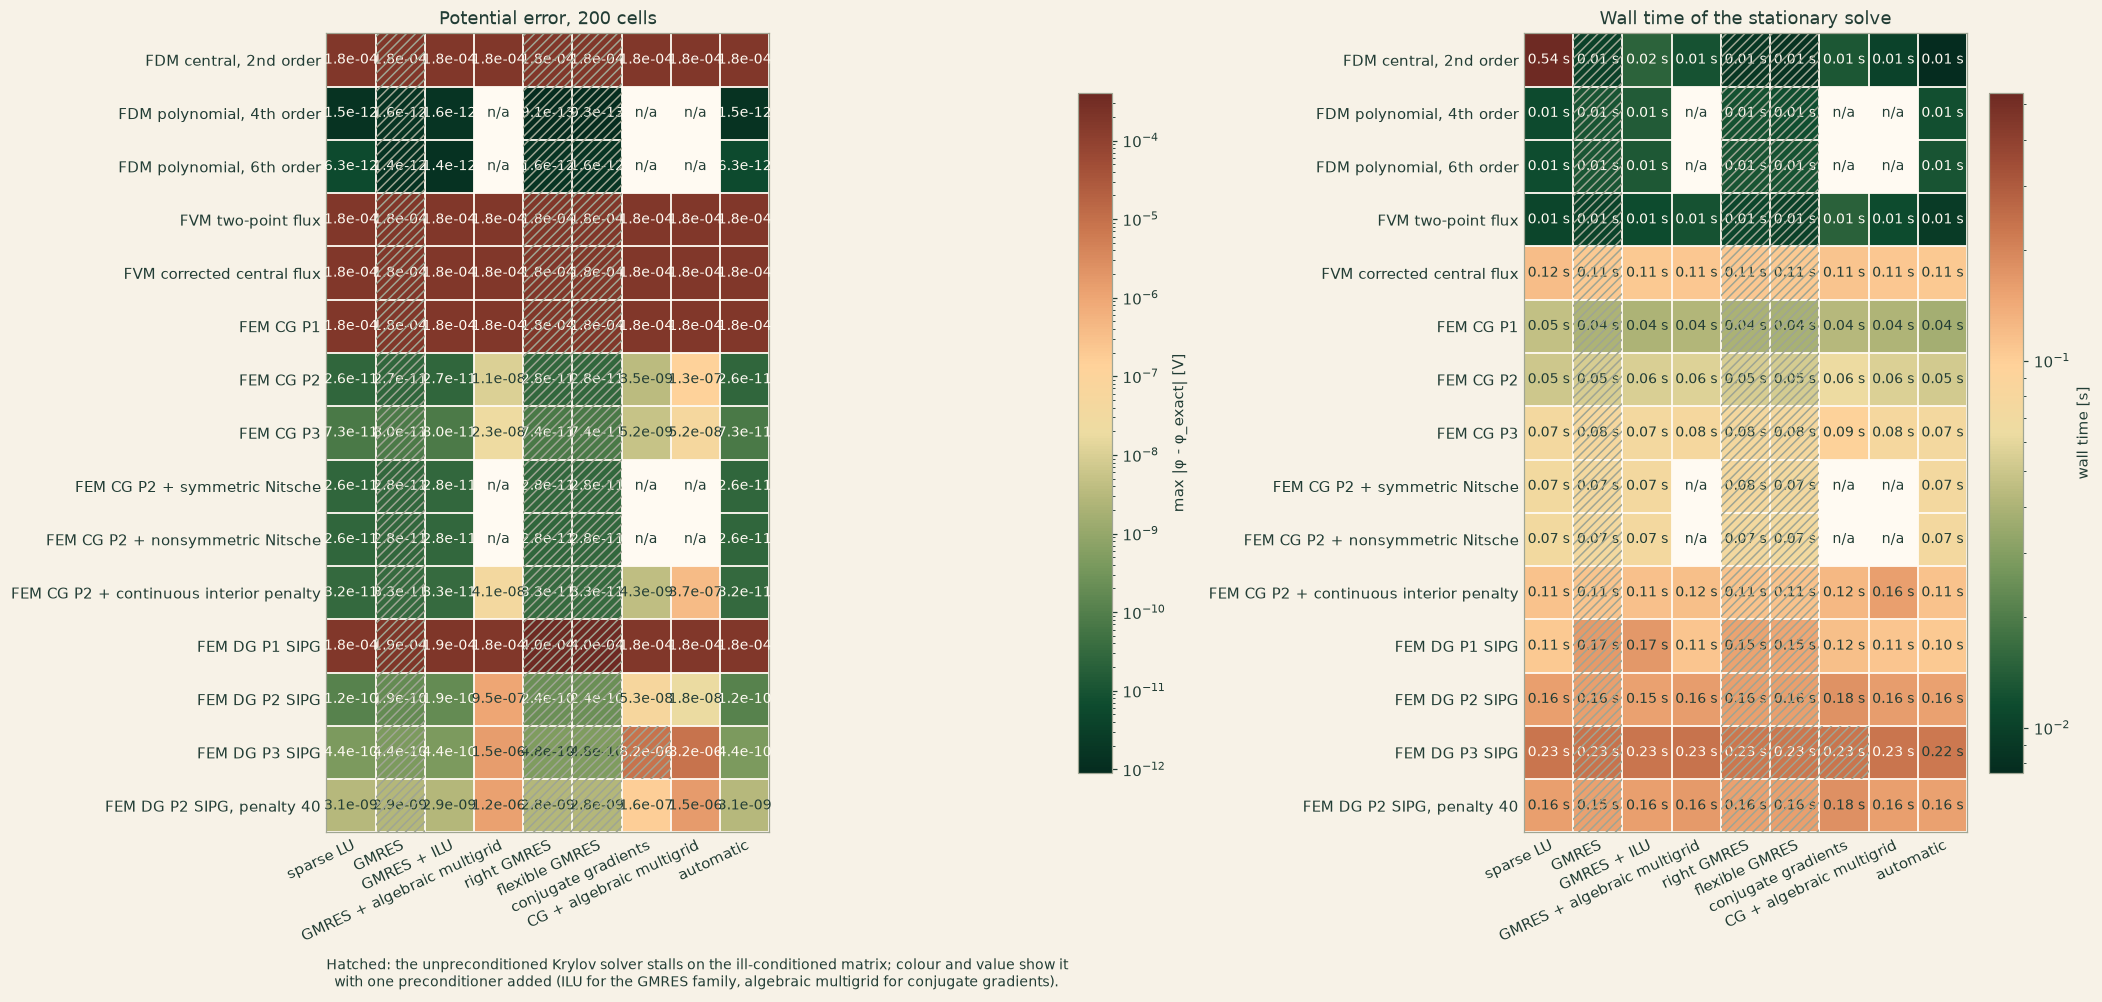 Potential error, 200 cells
FDM central, 2nd order 1.8e-04 1.8e-04 1.8e-04 1.8e-04 1.8e-04 1.8e-04 1.8e-04 1.8e-04 1.8e-04
FDM polynomial, 4th order 1.5e-12 1.6e-12 1.6e-12 n/a 9.1e-13 9.3e-13 n/a n/a 1.5e-12
FDM polynomial, 6th order 6.3e-12 1.4e-12 1.4e-12 n/a 1.6e-12 1.6e-12 n/a n/a 6.3e-12
FVM two-point flux 1.8e-04 1.8e-04 1.8e-04 1.8e-04 1.8e-04 1.8e-04 1.8e-04 1.8e-04 1.8e-04
FVM corrected central flux 1.8e-04 1.8e-04 1.8e-04 1.8e-04 1.8e-04 1.8e-04 1.8e-04 1.8e-04 1.8e-04
FEM CG P1 1.8e-04 1.8e-04 1.8e-04 1.8e-04 1.8e-04 1.8e-04 1.8e-04 1.8e-04 1.8e-04
FEM CG P2 2.6e-11 2.7e-11 2.7e-11 1.1e-08 2.8e-11 2.8e-11 3.5e-09 1.3e-07 2.6e-11
FEM CG P3 7.3e-11 8.0e-11 8.0e-11 2.3e-08 7.4e-11 7.4e-11 5.2e-09 5.2e-08 7.3e-11
FEM CG P2 + symmetric Nitsche 2.6e-11 2.8e-11 2.8e-11 n/a 2.8e-11 2.8e-11 n/a n/a 2.6e-11
FEM CG P2 + nonsymmetric Nitsche 2.6e-11 2.8e-11 2.8e-11 n/a 2.8e-11 2.8e-11 n/a n/a 2.6e-11
FEM CG P2 + continuous interior penalty 3.2e-11 3.3e-11 3.3e-11 4.1e-08 3.3e-11 3.3e-11 4.3e-09 3.7e-07 3.2e-11
FEM DG P1 SIPG 1.8e-04 1.9e-04 1.9e-04 1.8e-04 4.0e-04 4.0e-04 1.8e-04 1.8e-04 1.8e-04
FEM DG P2 SIPG 1.2e-10 1.9e-10 1.9e-10 9.5e-07 2.4e-10 2.4e-10 5.3e-08 1.8e-08 1.2e-10
FEM DG P3 SIPG 4.4e-10 4.4e-10 4.4e-10 1.5e-06 4.8e-10 4.8e-10 3.2e-06 4.4e-10
FEM DG P2 SIPG, penalty 40 3.1e-09 2.9e-09 2.9e-09 1.2e-06 2.8e-09 2.8e-09 1.6e-07 1.5e-06 3.1e-09
sparse LU
GMRES
GMRES + ILU
GMRES + algebraic multigrid
right GMRES
flexible GMRES
conjugate gradients
CG + algebraic multigrid
automatic
10⁻⁴
10⁻⁵
10⁻⁶
10⁻⁷
10⁻⁸
10⁻⁹
10⁻¹⁰
10⁻¹¹
10⁻¹²
max |φ - φ_exact| [V]
Hatched: the unpreconditioned Krylov solver stalls on the ill-conditioned matrix; colour and value show it
with one preconditioner added (ILU for the GMRES family, algebraic multigrid for conjugate gradients).
Wall time of the stationary solve
FDM central, 2nd order 0.54 s 0.01 s 0.02 s 0.01 s 0.01 s 0.01 s 0.01 s 0.01 s 0.01 s
FDM polynomial, 4th order 0.01 s 0.01 s 0.01 s n/a 0.01 s 0.01 s n/a n/a 0.01 s
FDM polynomial, 6th order 0.01 s 0.01 s 0.01 s n/a 0.01 s 0.01 s n/a n/a 0.01 s
FVM two-point flux 0.01 s 0.01 s 0.01 s 0.01 s 0.01 s 0.01 s 0.01 s 0.01 s 0.01 s
FVM corrected central flux 0.12 s 0.11 s 0.11 s 0.11 s 0.11 s 0.11 s 0.11 s 0.11 s 0.11 s
FEM CG P1 0.05 s 0.04 s 0.04 s 0.04 s 0.04 s 0.04 s 0.04 s 0.04 s 0.04 s
FEM CG P2 0.05 s 0.05 s 0.06 s 0.06 s 0.05 s 0.05 s 0.06 s 0.06 s 0.05 s
FEM CG P3 0.07 s 0.08 s 0.07 s 0.08 s 0.08 s 0.08 s 0.09 s 0.08 s 0.07 s
FEM CG P2 + symmetric Nitsche 0.07 s 0.07 s 0.07 s n/a 0.08 s 0.07 s n/a n/a 0.07 s
FEM CG P2 + nonsymmetric Nitsche 0.07 s 0.07 s 0.07 s n/a 0.07 s 0.07 s n/a n/a 0.07 s
FEM CG P2 + continuous interior penalty 0.11 s 0.11 s 0.11 s 0.12 s 0.11 s 0.11 s 0.12 s 0.16 s 0.11 s
FEM DG P1 SIPG 0.11 s 0.17 s 0.17 s 0.11 s 0.15 s 0.15 s 0.12 s 0.11 s 0.10 s
FEM DG P2 SIPG 0.16 s 0.16 s 0.15 s 0.16 s 0.16 s 0.16 s 0.18 s 0.16 s 0.16 s
FEM DG P3 SIPG 0.23 s 0.23 s 0.23 s 0.23 s 0.23 s 0.23 s 0.23 s 0.23 s 0.22 s
FEM DG P2 SIPG, penalty 40 0.16 s 0.15 s 0.16 s 0.16 s 0.16 s 0.16 s 0.18 s 0.16 s 0.16 s
sparse LU
GMRES
GMRES + ILU
GMRES + algebraic multigrid
right GMRES
flexible GMRES
conjugate gradients
CG + algebraic multigrid
automatic
10⁻¹
10⁻²
wall time [s]